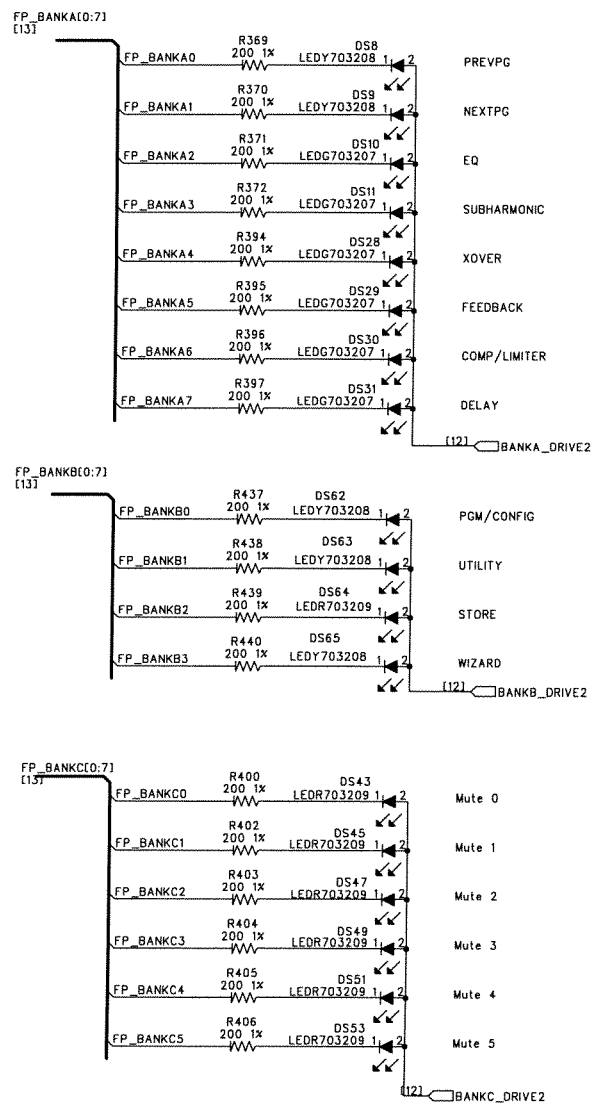 FP_BANKA[0:7]
[13]
R369 DS8
FP_BANKA0 200 1% LEDY703208 1 2 PREVPG
R370 DS9
FP_BANKA1 200 1% LEDY703208 1 2 NEXTPG
R371 DS10
FP_BANKA2 200 1% LEDG703207 1 2 EQ
R372 DS11
FP_BANKA3 200 1% LEDG703207 1 2 SUBHARMONIC
R394 DS28
FP_BANKA4 200 1% LEDG703207 1 2 XOVER
R395 DS29
FP_BANKA5 200 1% LEDG703207 1 2 FEEDBACK
R396 DS30
FP_BANKA6 200 1% LEDG703207 1 2 COMP/LIMITER
R397 DS31
FP_BANKA7 200 1% LEDG703207 1 2 DELAY
[12] BANKA_DRIVE2
FP_BANKB[0:7]
[13]
R437 DS62
FP_BANKB0 200 1% LEDY703208 1 2 PGM/CONFIG
R438 DS63
FP_BANKB1 200 1% LEDY703208 1 2 UTILITY
R439 DS64
FP_BANKB2 200 1% LEDR703209 1 2 STORE
R440 DS65
FP_BANKB3 200 1% LEDY703208 1 2 WIZARD
[12] BANKB_DRIVE2
FP_BANKC[0:7]
[13]
R400 DS43
FP_BANKC0 200 1% LEDR703209 1 2 Mute 0
R402 DS45
FP_BANKC1 200 1% LEDR703209 1 2 Mute 1
R403 DS47
FP_BANKC2 200 1% LEDR703209 1 2 Mute 2
R404 DS49
FP_BANKC3 200 1% LEDR703209 1 2 Mute 3
R405 DS51
FP_BANKC4 200 1% LEDR703209 1 2 Mute 4
R406 DS53
FP_BANKC5 200 1% LEDR703209 1 2 Mute 5
[12] BANKC_DRIVE2